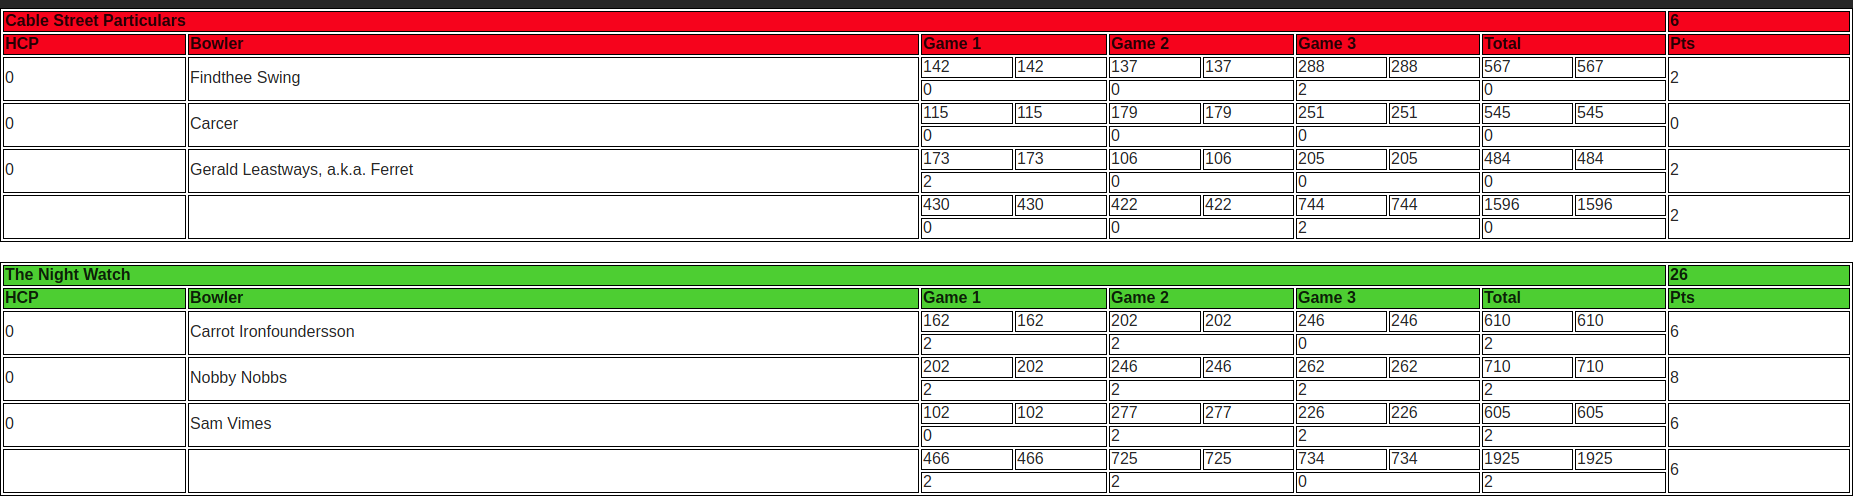 Cable Street Particulars 6
HCP Bowler Game 1 Game 2 Game 3 Total Pts
142 142 137 137 288 288 567 567
0 Findthee Swing 2
0 0 2 0
115 115 179 179 251 251 545 545
0 Carcer 0
0 0 0 0
173 173 106 106 205 205 484 484
0 Gerald Leastways, a.k.a. Ferret 2
2 0 0 0
430 430 422 422 744 744 1596 1596
2
0 0 2 0
The Night Watch 26
HCP Bowler Game 1 Game 2 Game 3 Total Pts
162 162 202 202 246 246 610 610
0 Carrot Ironfoundersson 6
2 2 0 2
202 202 246 246 262 262 710 710
0 Nobby Nobbs 8
2 2 2 2
102 102 277 277 226 226 605 605
0 Sam Vimes 6
0 2 2 2
466 466 725 725 734 734 1925 1925
6
2 2 0 2